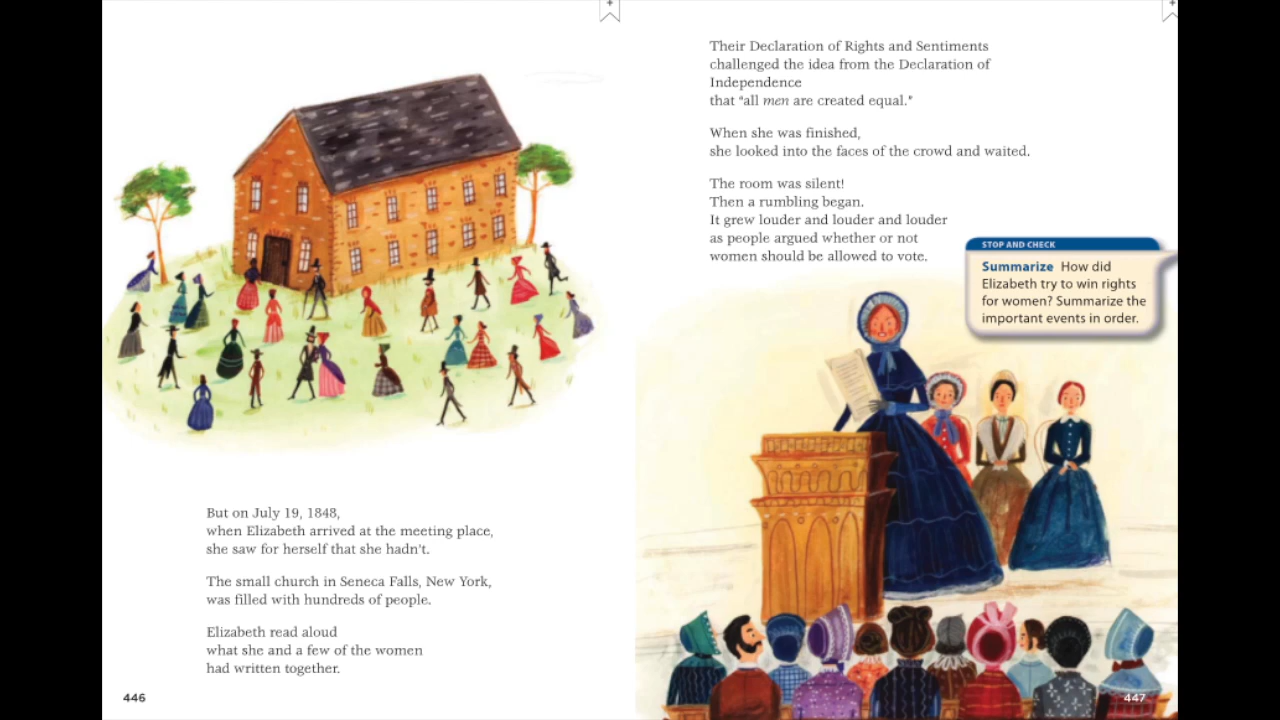 But on July 19, 1848,
when Elizabeth arrived at the meeting place,
she saw for herself that she hadn't.
The small church in Seneca Falls, New York,
was filled with hundreds of people.
Elizabeth read aloud
what she and a few of the women
had written together.
446
Their Declaration of Rights and Sentiments
challenged the idea from the Declaration of
Independence
that "all men are created equal."
When she was finished,
she looked into the faces of the crowd and waited.
The room was silent!
Then a rumbling began.
It grew louder and louder and louder
as people argued whether or not
women should be allowed to vote.
STOP AND CHECK
Summarize How did
Elizabeth try to win rights
for women? Summarize the
important events in order.
447